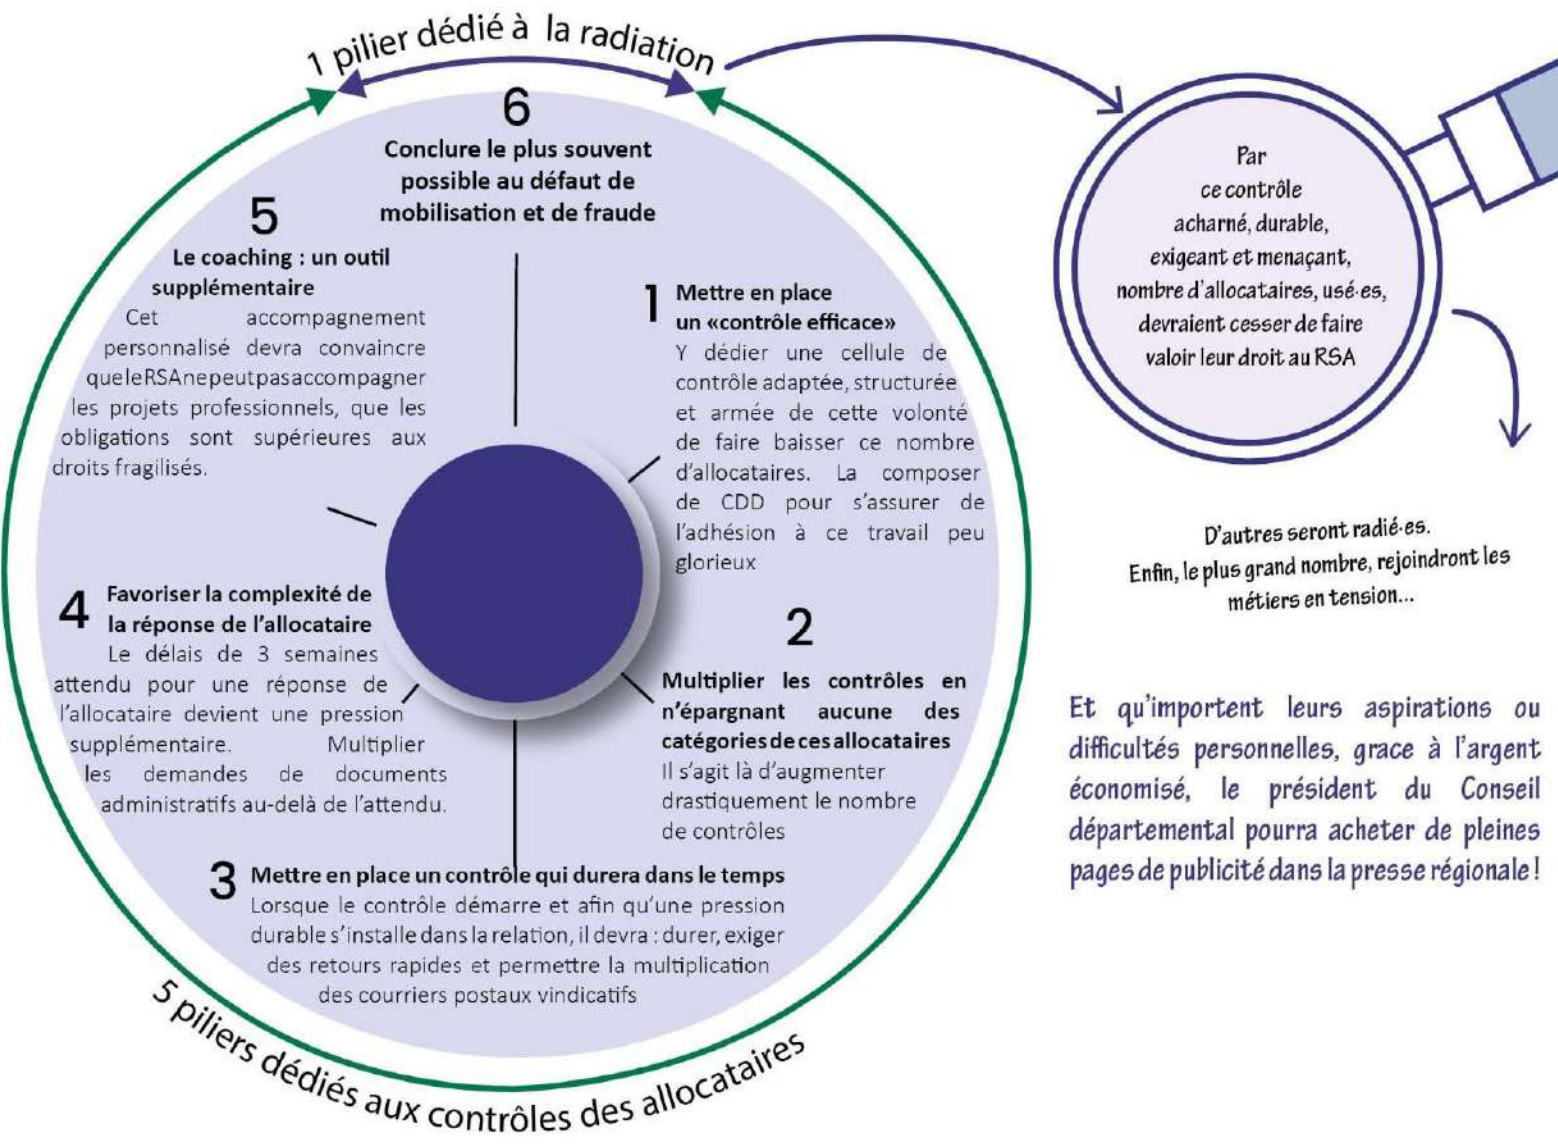 1 pilier dédié à la radiation
6
Conclure le plus souvent
possible au défaut de
mobilisation et de fraude
5
Le coaching : un outil
supplémentaire
Cet accompagnement
personnalisé devra convaincre
que le RSA ne peut pas accompagner
les projets professionnels, que les
obligations sont supérieures aux
droits fragilisés.
1
Mettre en place
un «contrôle efficace»
Y dédier une cellule de
contrôle adaptée, structurée
et armée de cette volonté
de faire baisser ce nombre
d'allocataires. La composer
de CDD pour s'assurer de
l'adhésion à ce travail peu
glorieux
4
Favoriser la complexité de
la réponse de l'allocataire
Le délais de 3 semaines
attendu pour une réponse de
l'allocataire devient une pression
supplémentaire. Multiplier
les demandes de documents
administratifs au-delà de l'attendu.
2
Multiplier les contrôles en
n'épargnant aucune des
catégories de ces allocataires
Il s'agit là d'augmenter
drastiquement le nombre
de contrôles
3
Mettre en place un contrôle qui durera dans le temps
Lorsque le contrôle démarre et afin qu'une pression
durable s'installe dans la relation, il devra : durer, exiger
des retours rapides et permettre la multiplication
des courriers postaux vindicatifs
5 piliers dédiés aux contrôles des allocataires
Par
ce contrôle
acharné, durable,
exigeant et menaçant,
nombre d'allocataires, usé·es,
devraient cesser de faire
valoir leur droit au RSA
D'autres seront radié·es.
Enfin, le plus grand nombre, rejoindront les
métiers en tension...
Et qu'importent leurs aspirations ou
difficultés personnelles, grace à l'argent
économisé, le président du Conseil
départemental pourra acheter de pleines
pages de publicité dans la presse régionale !